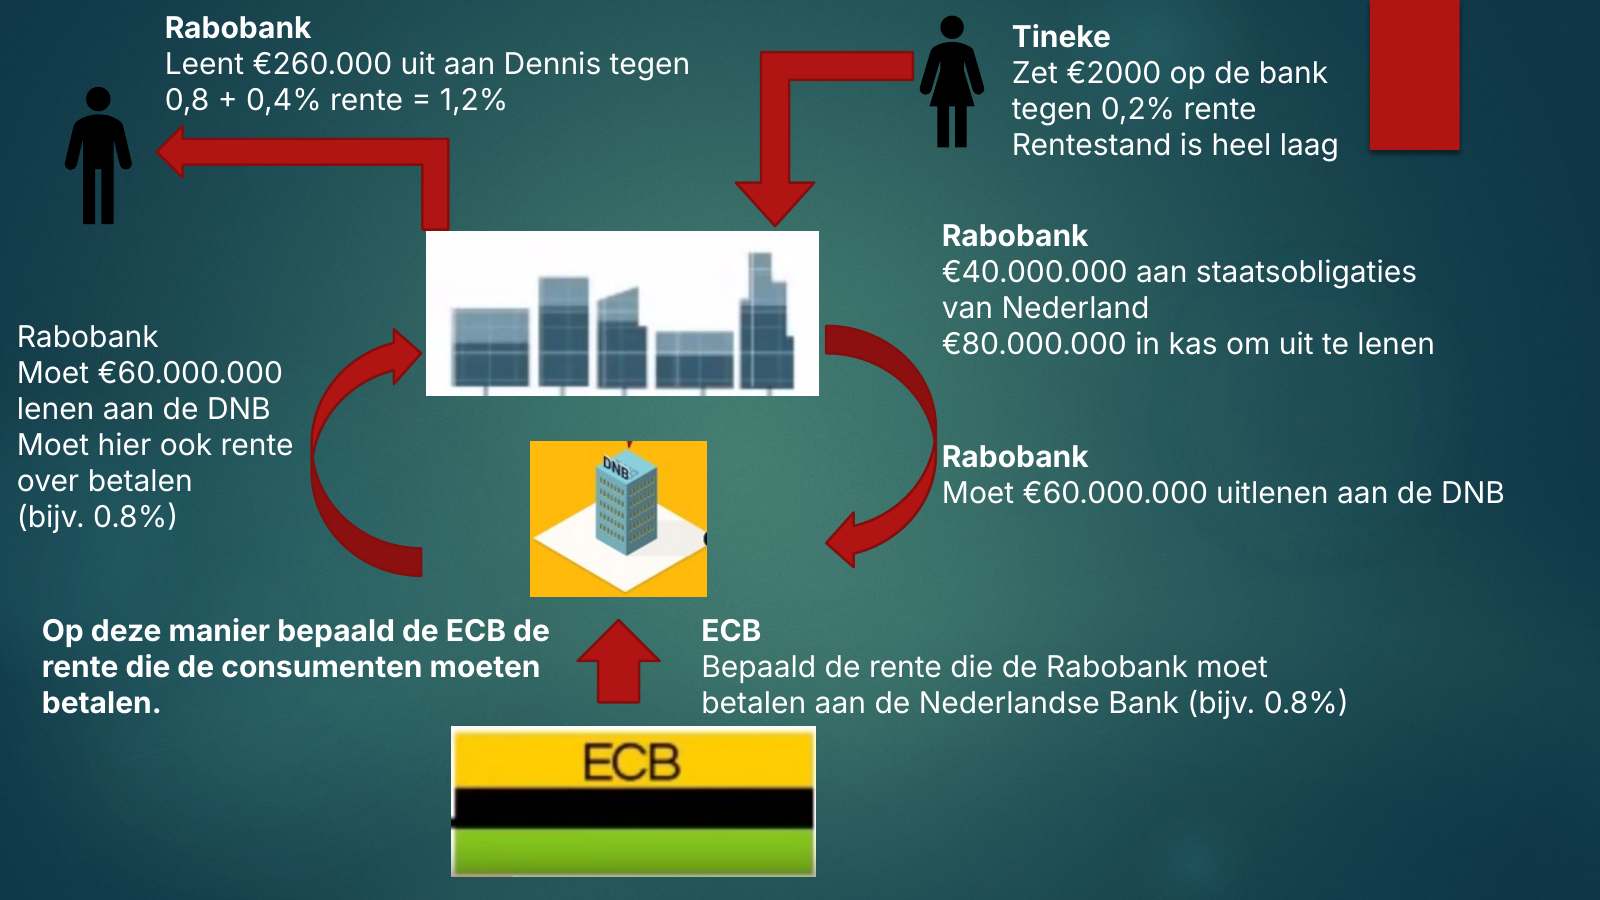 Rabobank
Leent €260.000 uit aan Dennis tegen
0,8 + 0,4% rente = 1,2%
Tineke
Zet €2000 op de bank
tegen 0,2% rente
Rentestand is heel laag
Rabobank
€40.000.000 aan staatsobligaties
van Nederland
€80.000.000 in kas om uit te lenen
Rabobank
Moet €60.000.000
lenen aan de DNB
Moet hier ook rente
over betalen
(bijv. 0.8%)
DNB
Rabobank
Moet €60.000.000 uitlenen aan de DNB
Op deze manier bepaald de ECB de
rente die de consumenten moeten
betalen.
ECB
Bepaald de rente die de Rabobank moet
betalen aan de Nederlandse Bank (bijv. 0.8%)
ECB